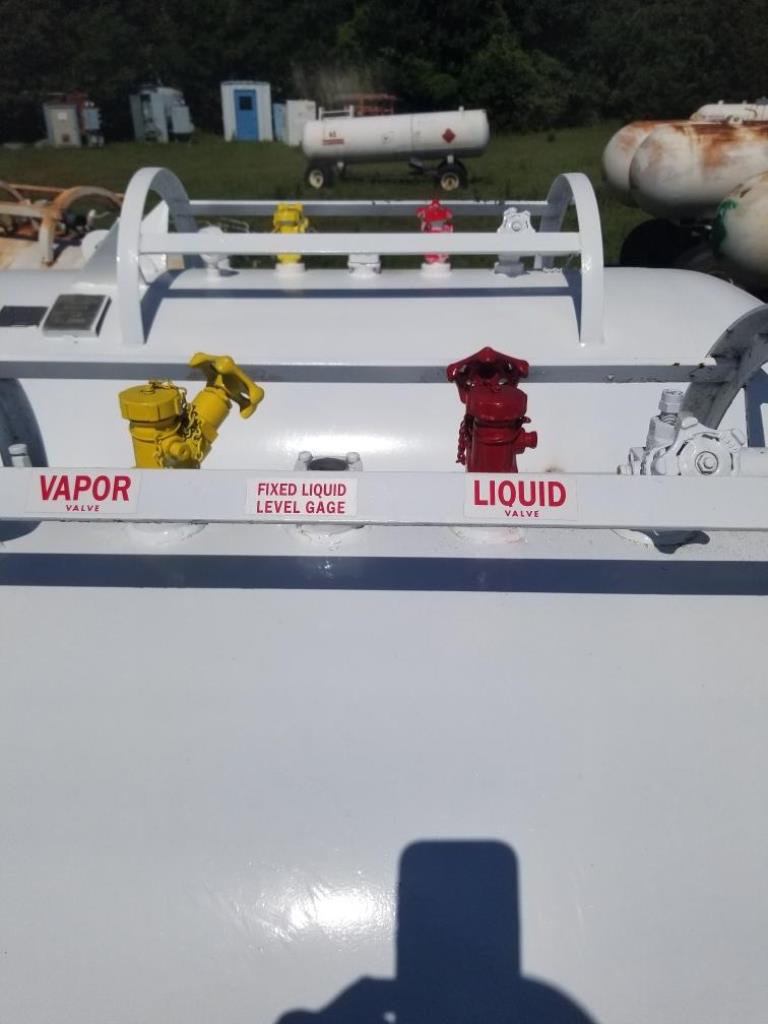 VAPOR
VALVE
FIXED LIQUID
LEVEL GAGE
LIQUID
VALVE